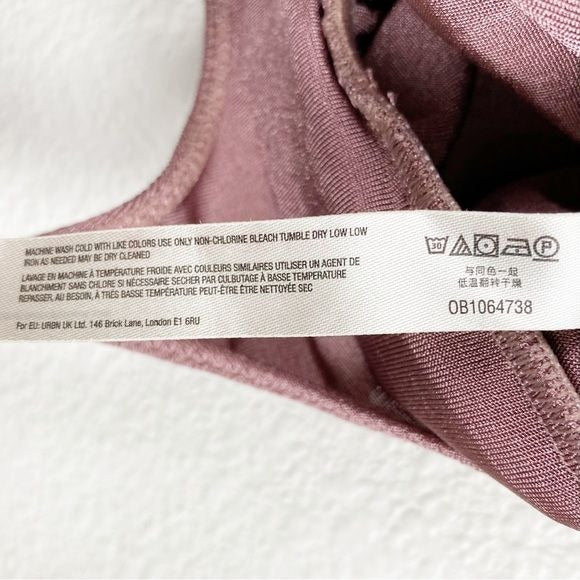 MACHINE WASH COLD WITH LIKE COLORS USE ONLY NON-CHLORINE BLEACH TUMBLE DRY LOW LOW
IRON AS NEEDED MAY BE DRY CLEANED
LAVAGE EN MACHINE À TEMPÉRATURE FROIDE AVEC COULEURS SIMILAIRES UTILISER UN AGENT DE
BLANCHIMENT SANS CHLORE SI NÉCESSAIRE SECHER PAR CULBUTAGE À BASSE TEMPERATURE
REPASSER, AU BESOIN, À TRÈS BASSE TEMPÉRATURE PEUT-ÊTRE ÊTRE NETTOYÉE SEC
For EU: URBN UK Ltd. 146 Brick Lane, London E1 6RU
30 P
与同色一起
低温翻转干燥
OB1064738